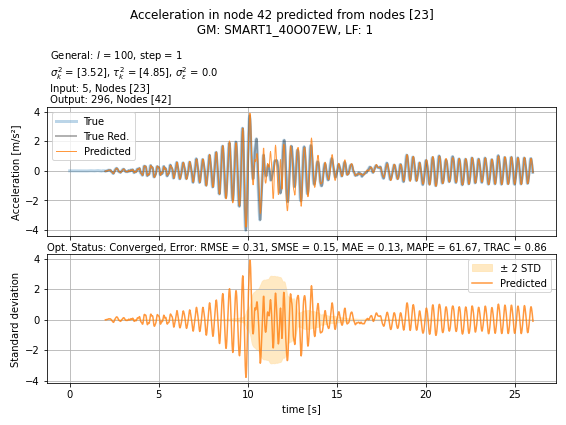 Acceleration in node 42 predicted from nodes [23]
GM: SMART1_40O07EW, LF: 1
General: l = 100, step = 1
σ²ₖ = [3.52], τ²ₖ = [4.85], σ²ε = 0.0
Input: 5, Nodes [23]
Output: 296, Nodes [42]
4
2
0
−2
−4
Acceleration [m/s²]
True
True Red.
Predicted
Opt. Status: Converged, Error: RMSE = 0.31, SMSE = 0.15, MAE = 0.13, MAPE = 61.67, TRAC = 0.86
4
2
0
−2
−4
Standard deviation
± 2 STD
Predicted
0 5 10 15 20 25
time [s]